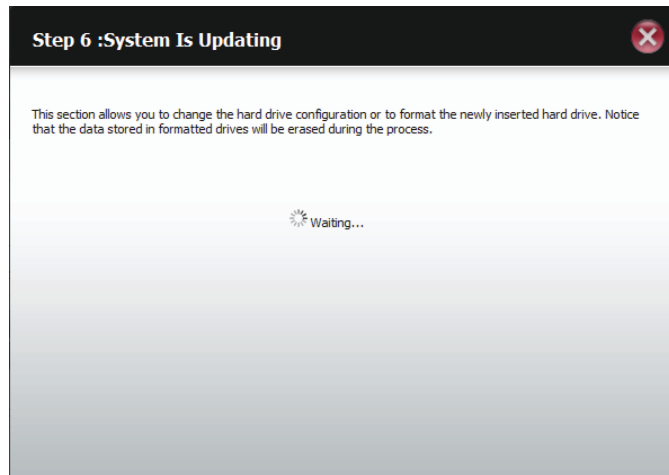 Step 6 :System Is Updating
This section allows you to change the hard drive configuration or to format the newly inserted hard drive. Notice
that the data stored in formatted drives will be erased during the process.
Waiting...